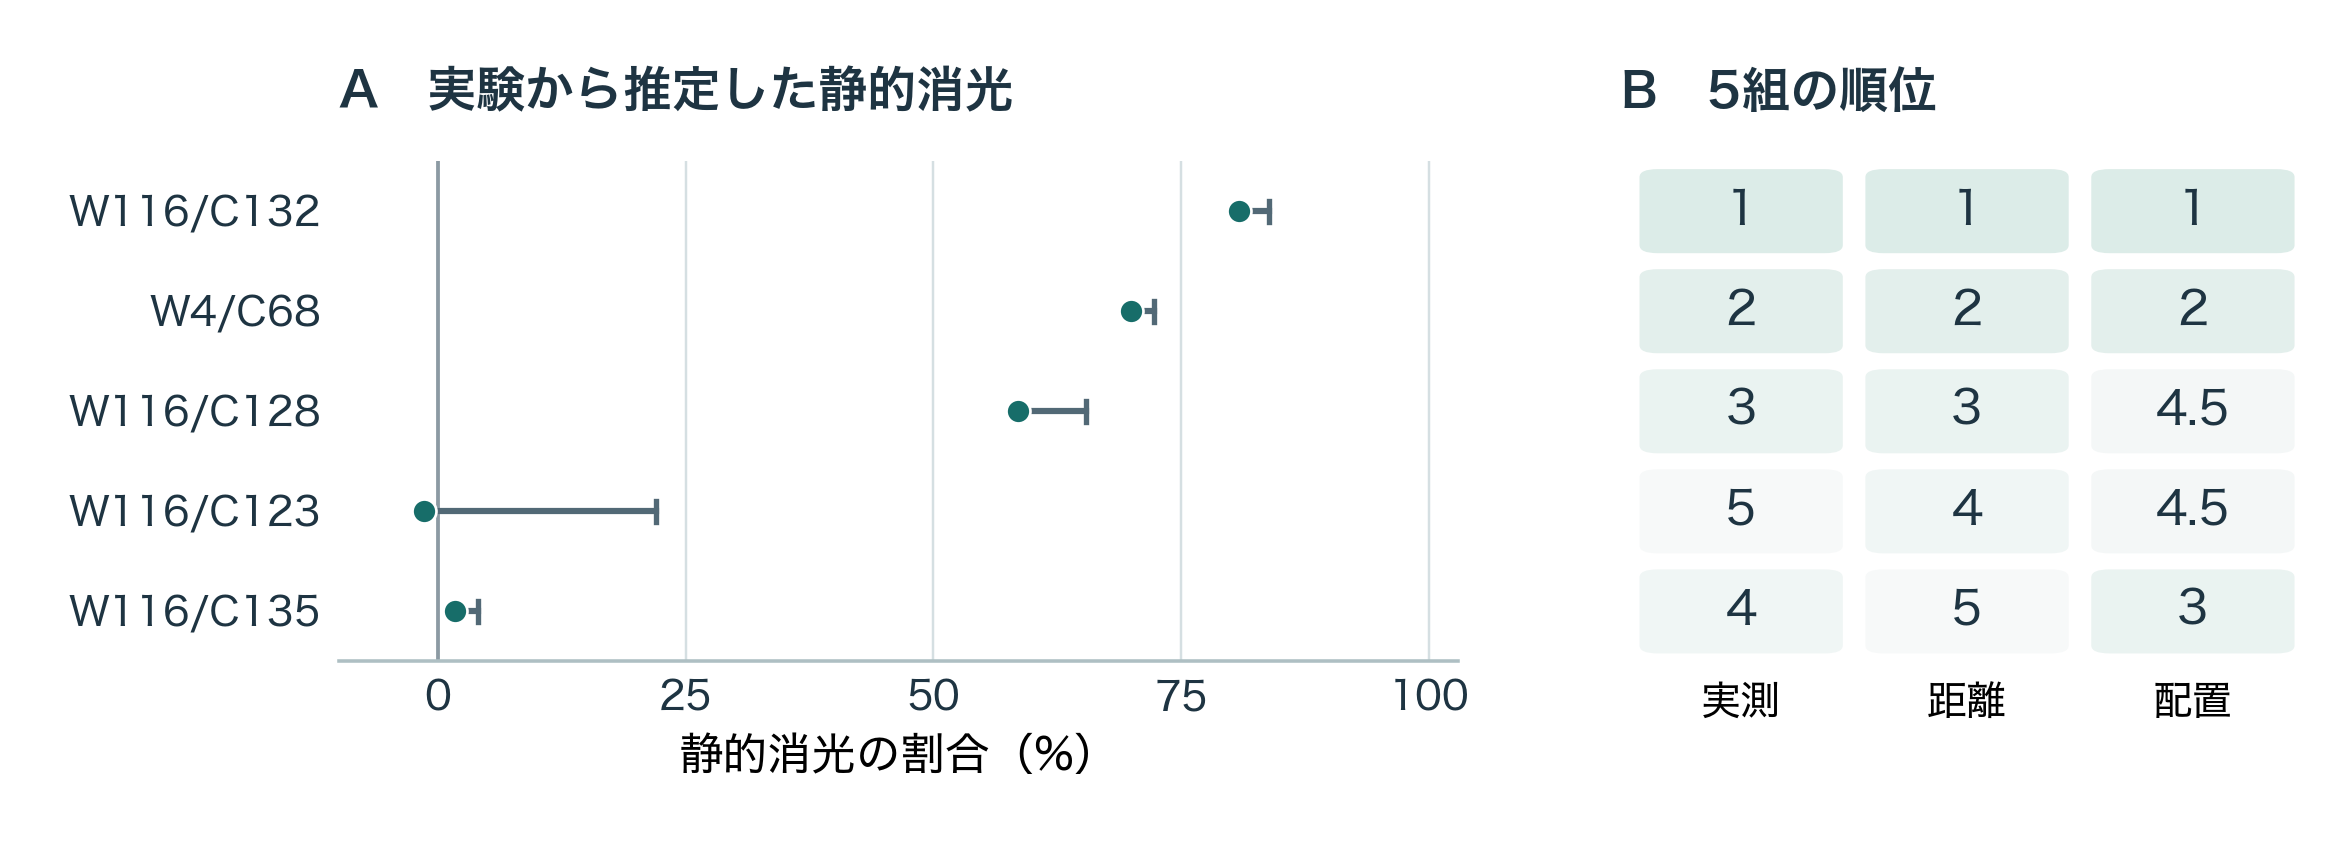 A 実験から推定した静的消光
B 5組の順位
W116/C132
W4/C68
W116/C128
W116/C123
W116/C135
0 25 50 75 100
静的消光の割合（%）
1 1 1
2 2 2
3 3 4.5
5 4 4.5
4 5 3
実測 距離 配置